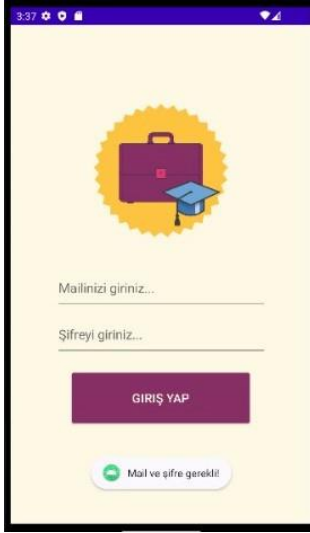 3:37
Mailinizi giriniz...
Şifreyi giriniz...
GIRIŞ YAP
Mail ve şifre gerekli!